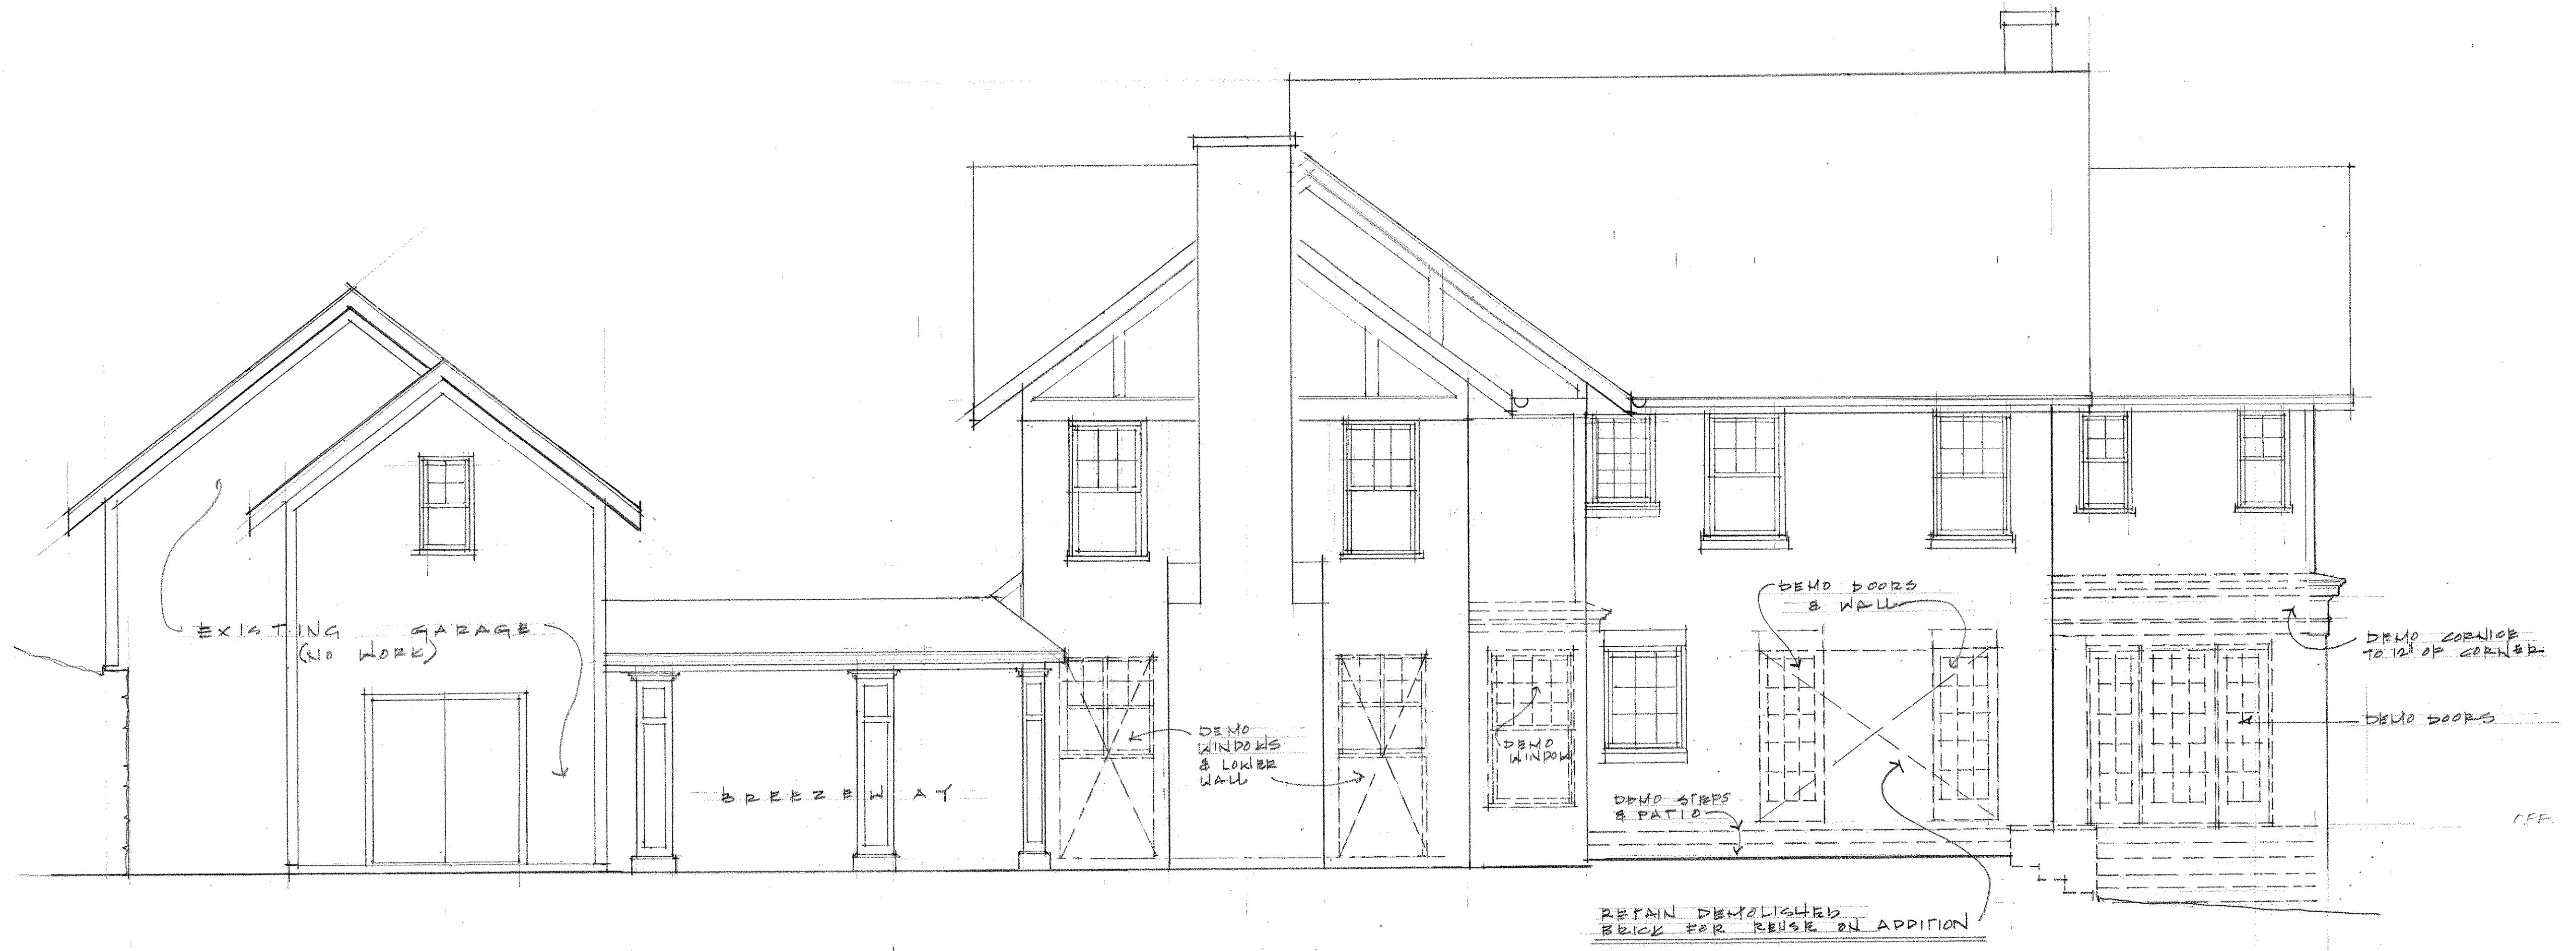 DEMO DOORS
& WALL
EXISTING GARAGE
(NO WORK)
DEMO CORNICE
TO 12" OF CORNER
DEMO DOORS
DEMO
WINDOWS
& LOWER
WALL
DEMO
WINDOW
BREEZEWAY
DEMO STEPS
& PATIO
OFF.
RETAIN DEMOLISHED
BRICK FOR REUSE ON ADDITION